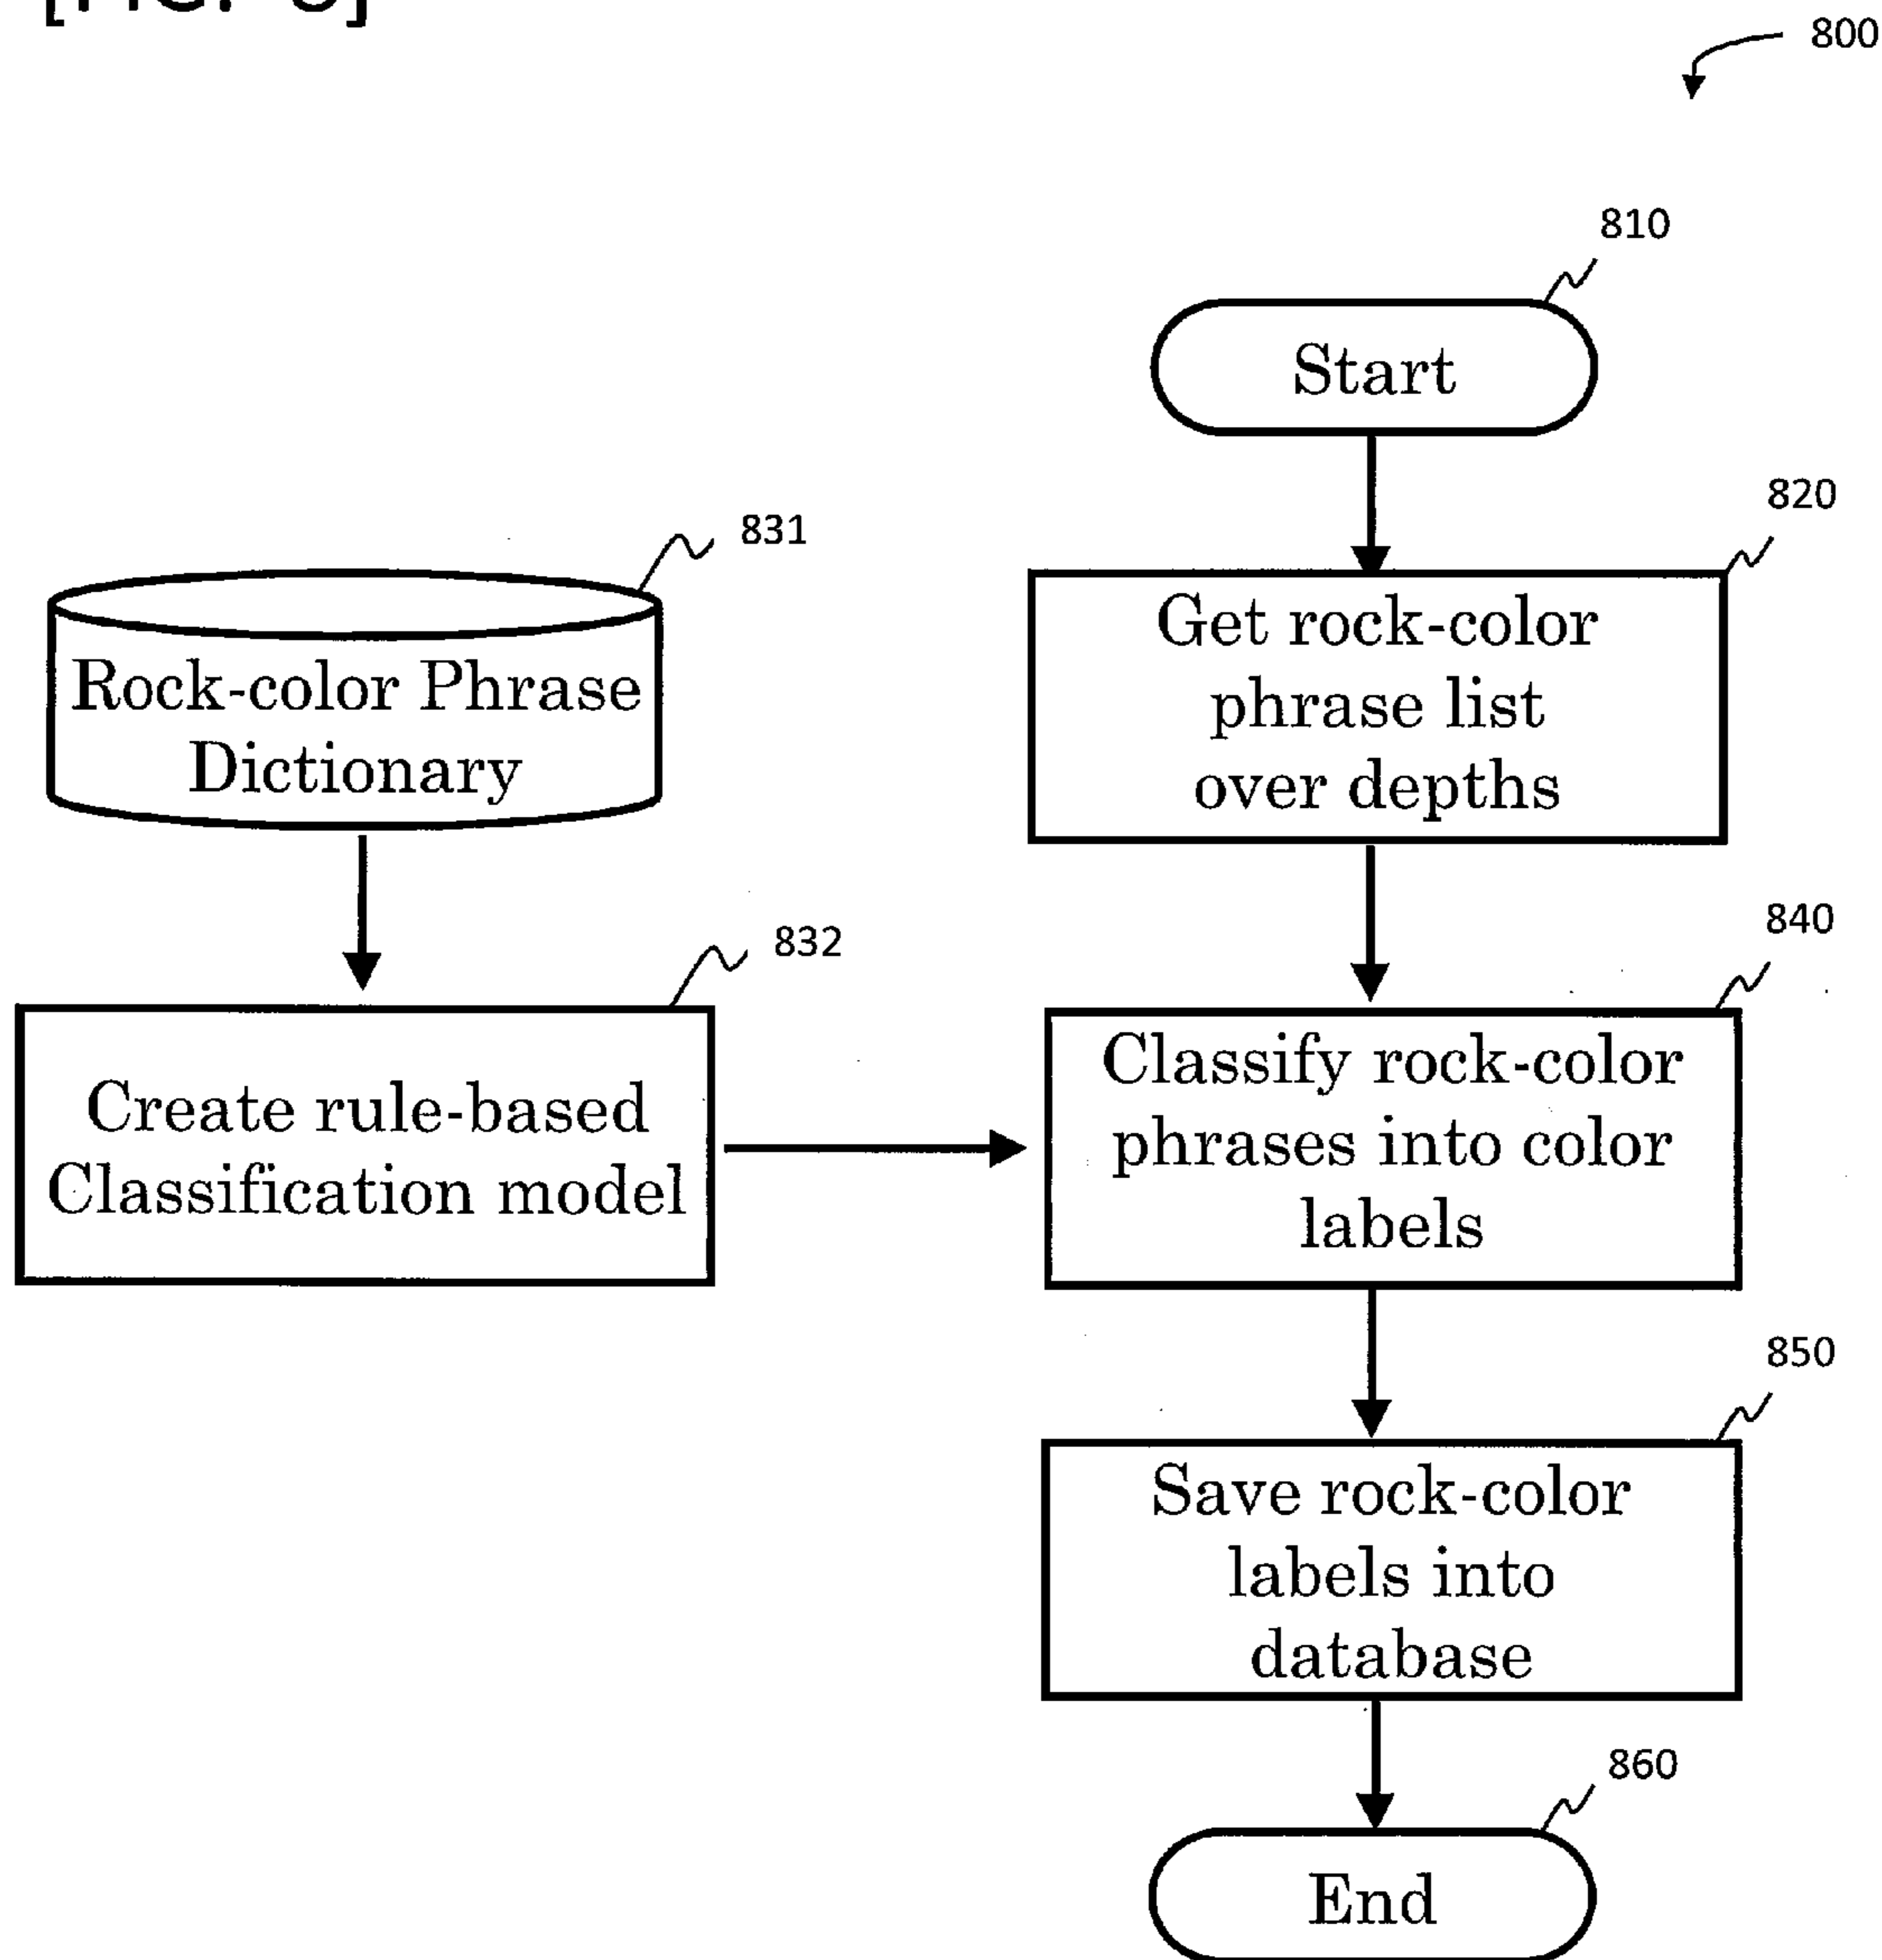 800
810
Start
820
Get rock-color
phrase list
over depths
831
Rock-color Phrase
Dictionary
832
Create rule-based
Classification model
840
Classify rock-color
phrases into color
labels
850
Save rock-color
labels into
database
860
End